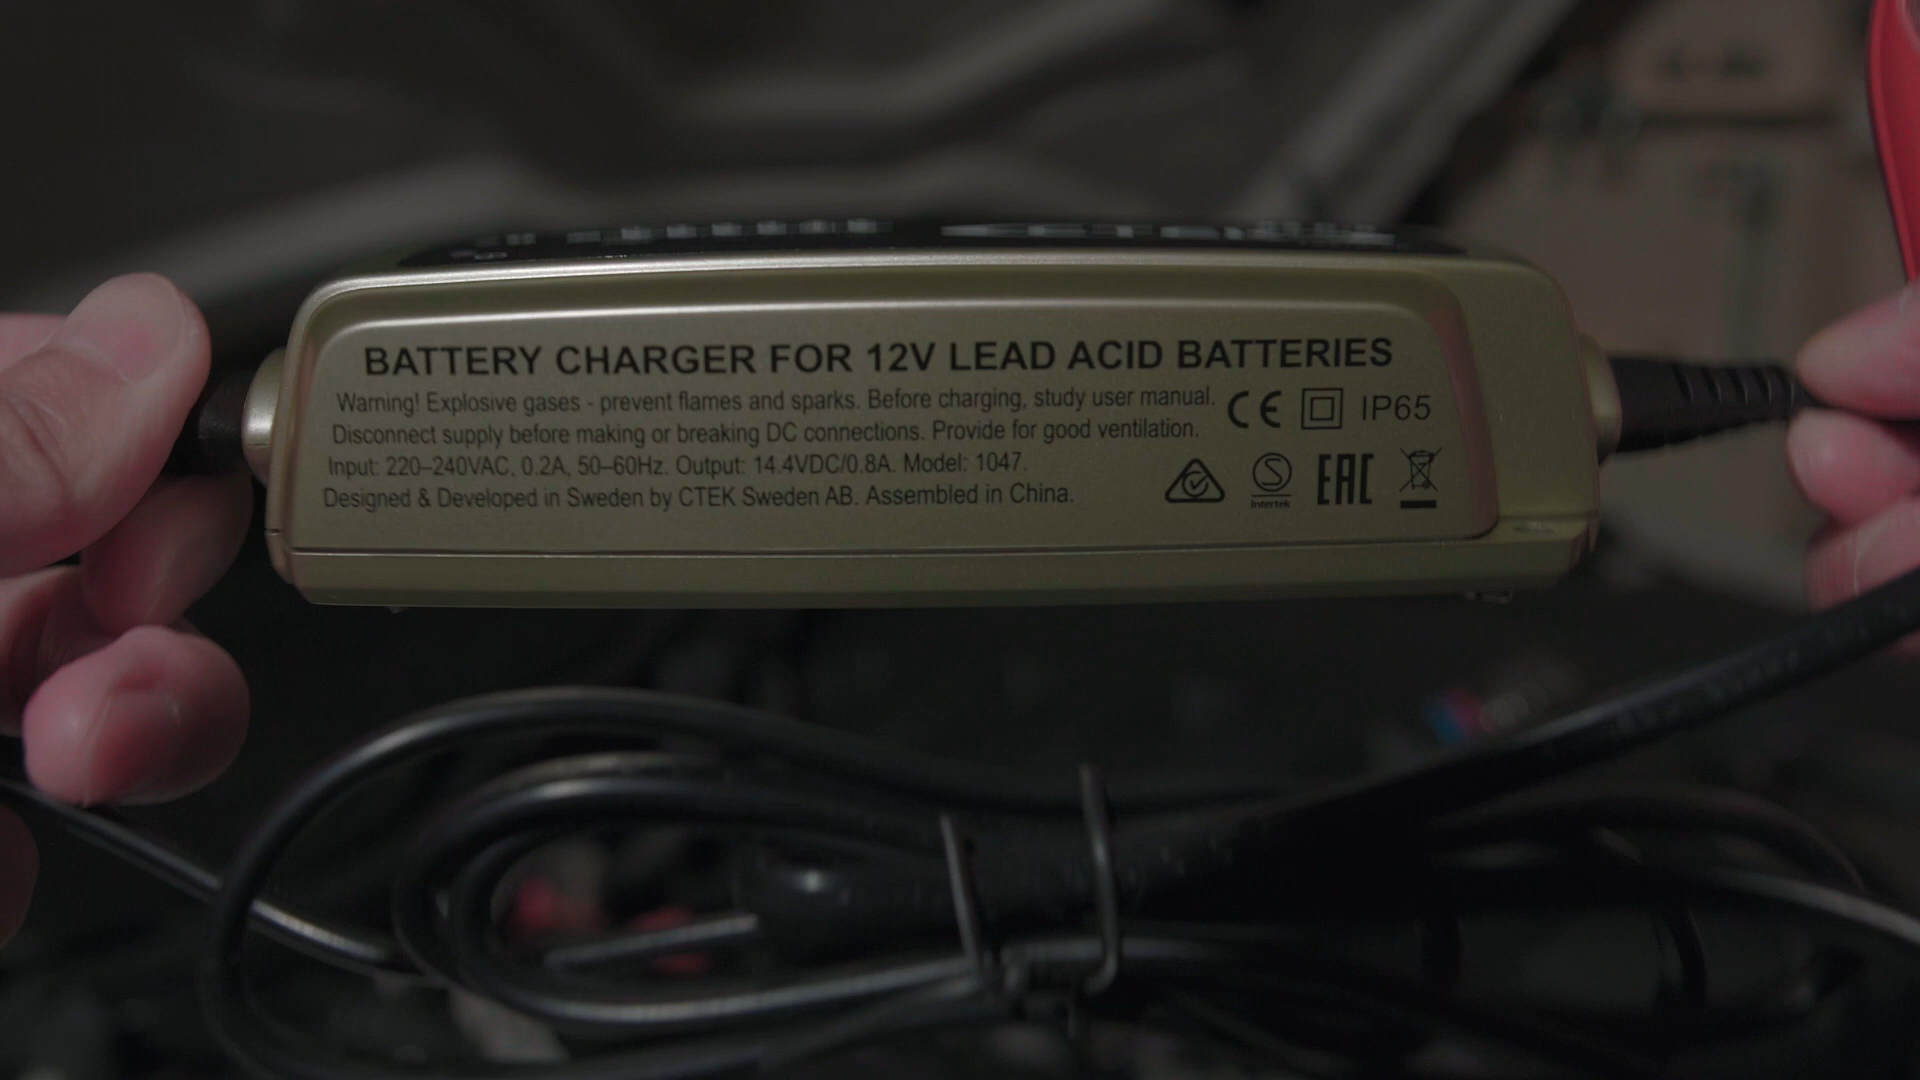 BATTERY CHARGER FOR 12V LEAD ACID BATTERIES
Warning! Explosive gases - prevent flames and sparks. Before charging, study user manual.
Disconnect supply before making or breaking DC connections. Provide for good ventilation.
Input: 220–240VAC, 0.2A, 50–60Hz. Output: 14.4VDC/0.8A. Model: 1047.
Designed & Developed in Sweden by CTEK Sweden AB. Assembled in China.
CE IP65
S
Intertek
EAC